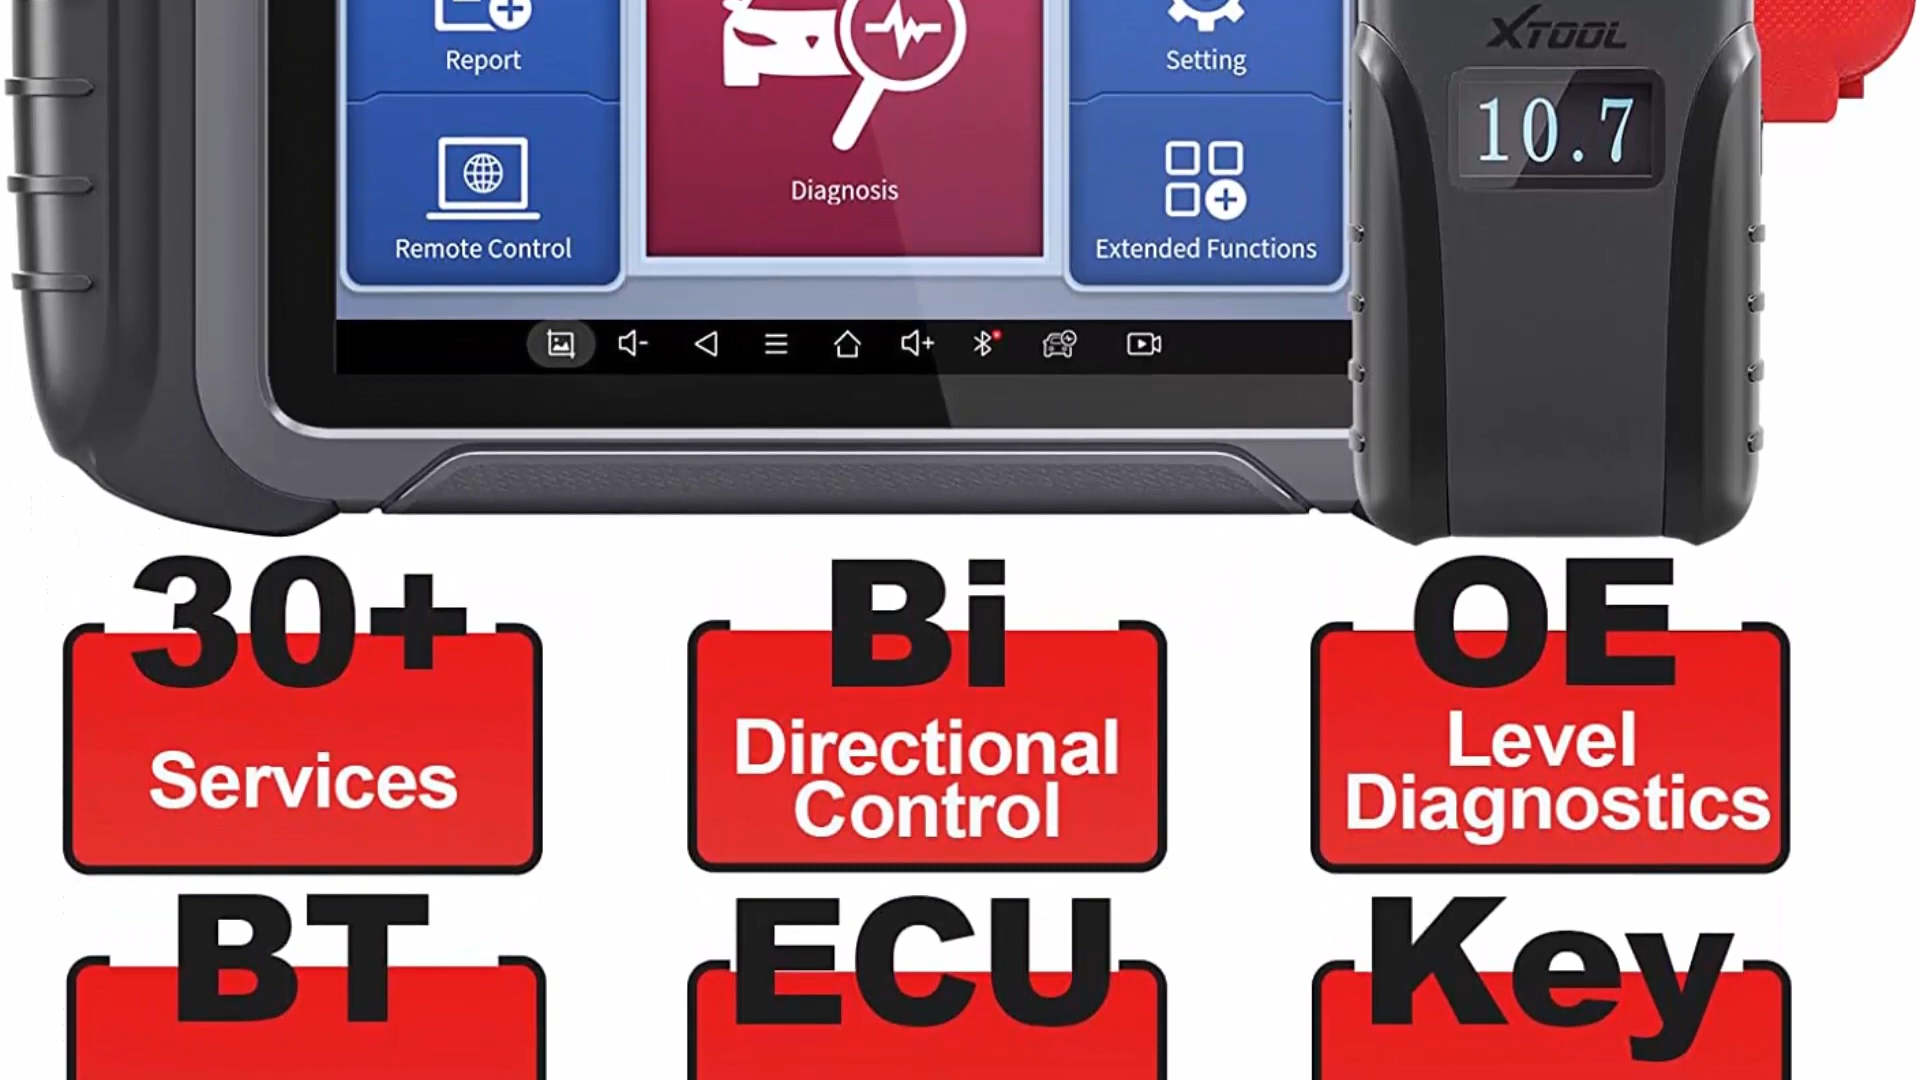 Report
Setting
XTOOL
10.7
Diagnosis
Remote Control
Extended Functions
30+
Services
Bi
Directional
Control
OE
Level
Diagnostics
BT
ECU
Key